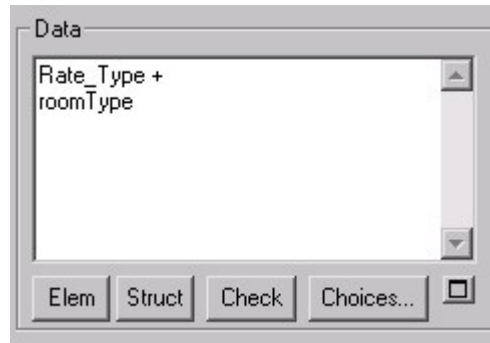 Data
Rate_Type +
roomType
Elem Struct Check Choices...